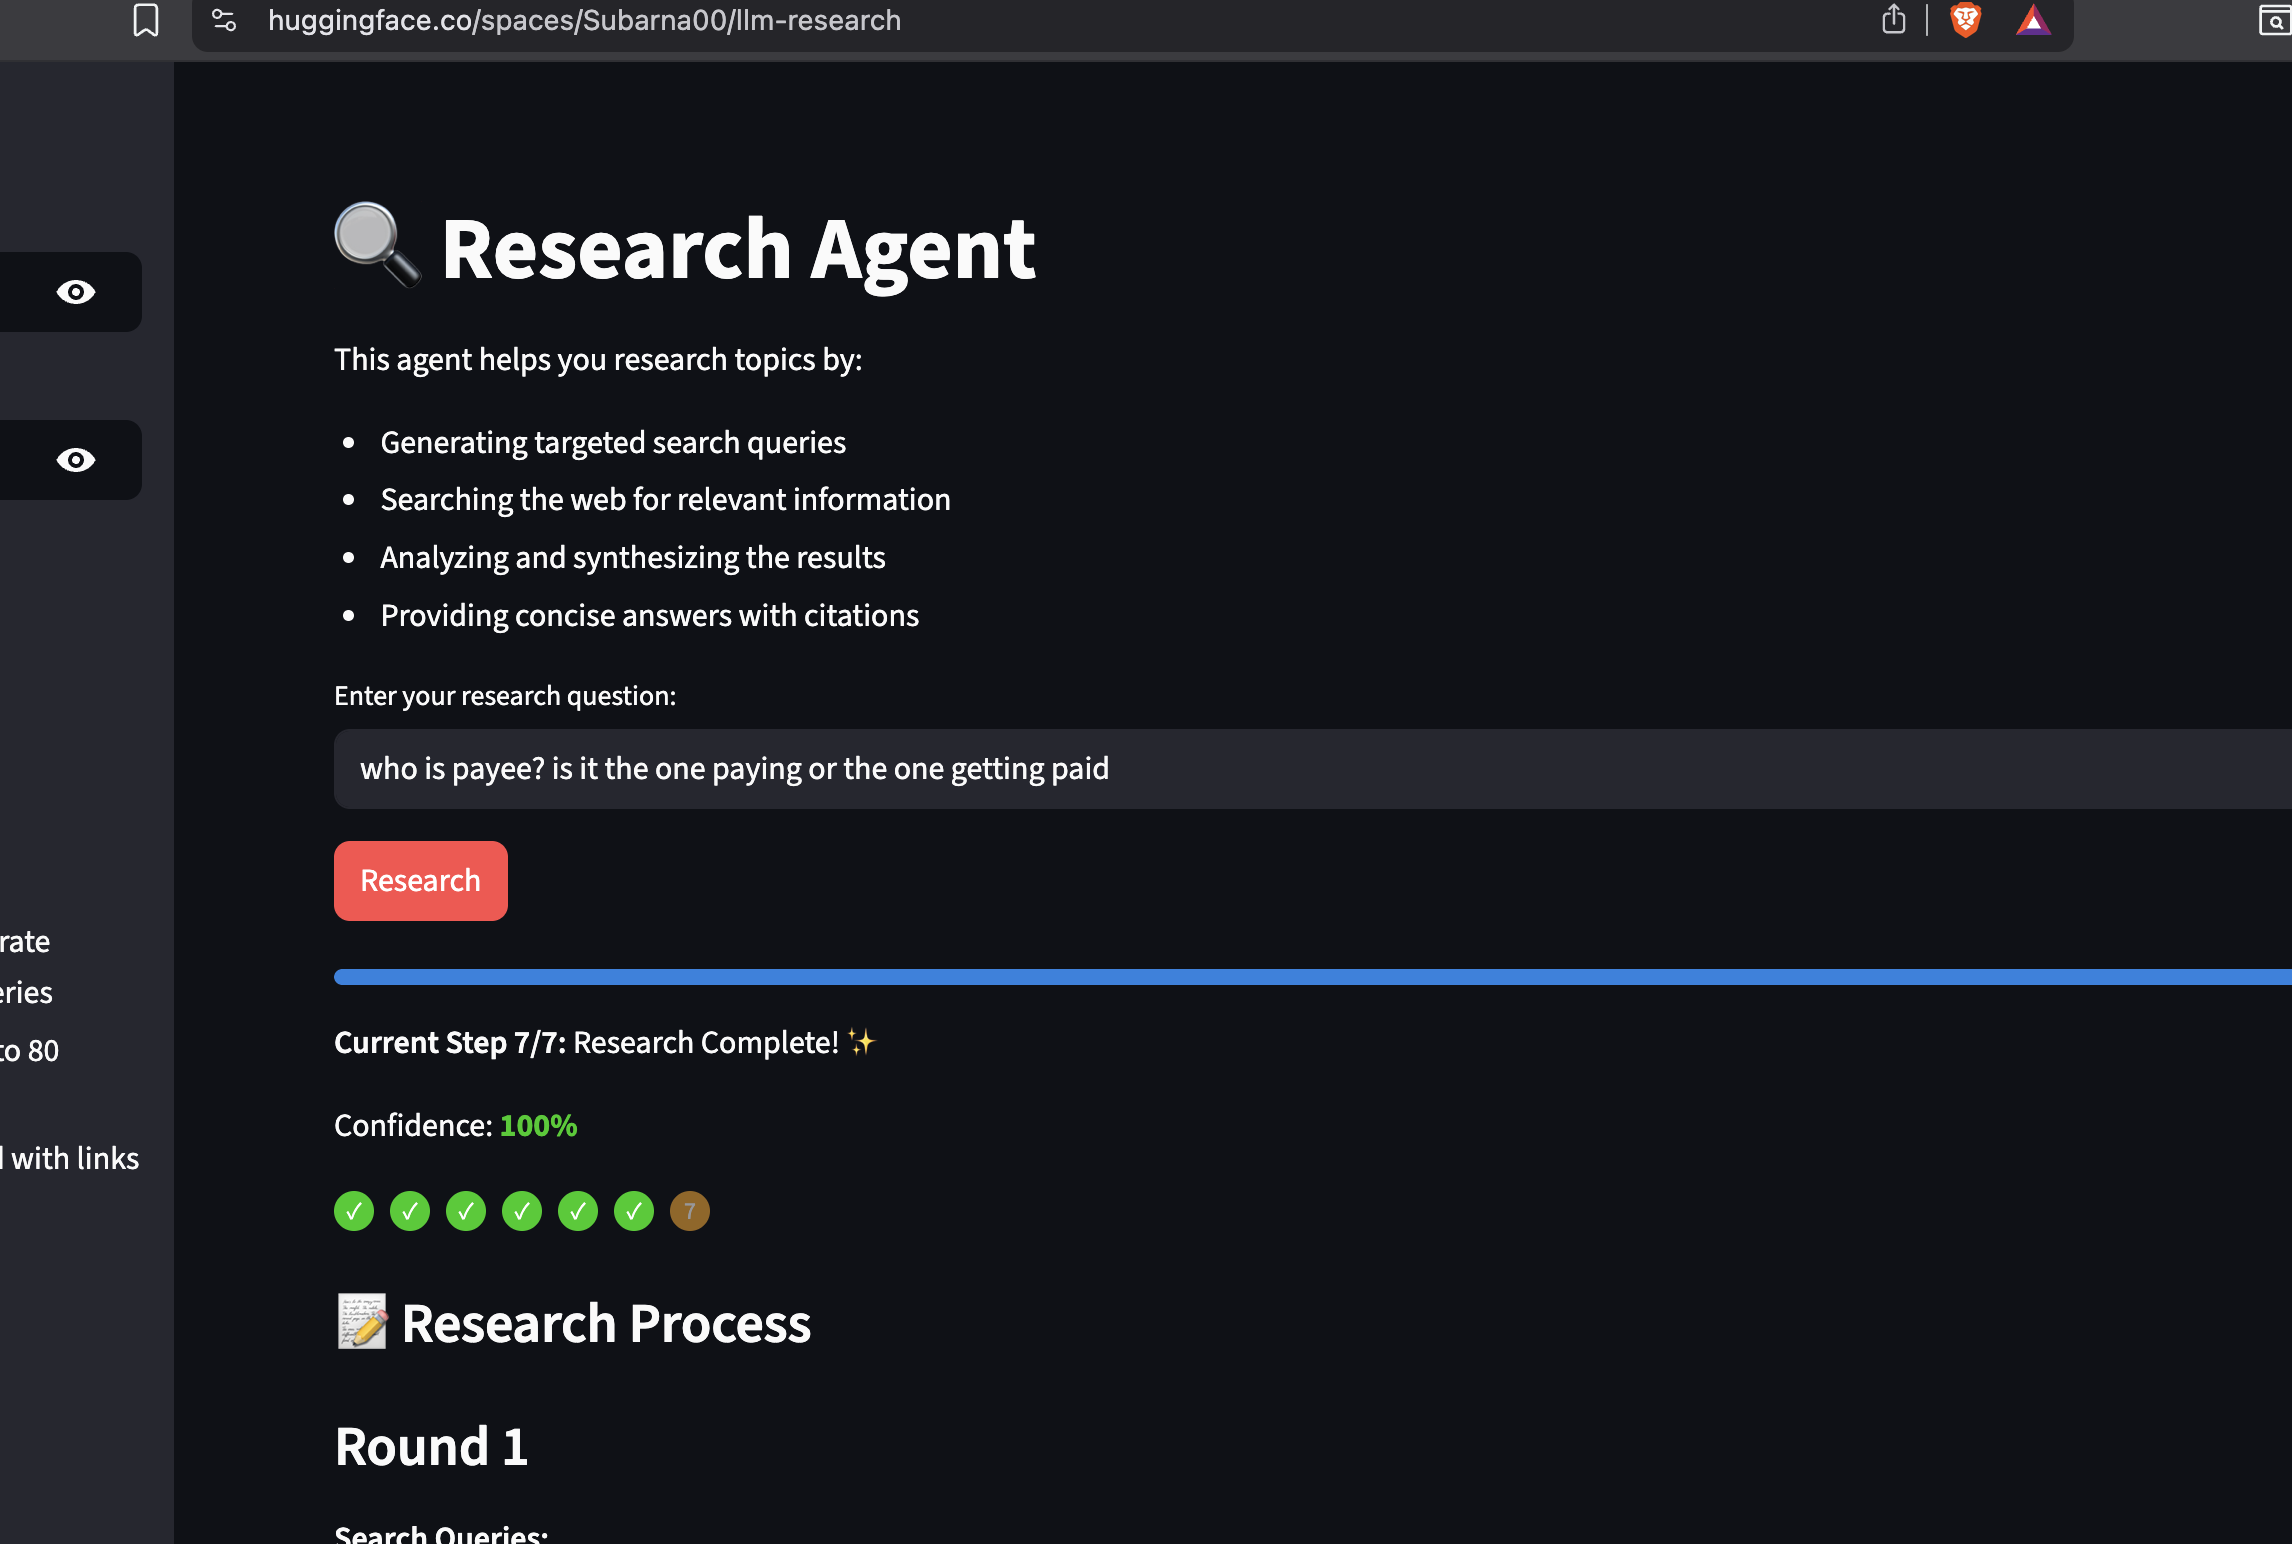 huggingface.co/spaces/Subarna00/llm-research
Research Agent
This agent helps you research topics by:
Generating targeted search queries
Searching the web for relevant information
Analyzing and synthesizing the results
Providing concise answers with citations
Enter your research question:
who is payee? is it the one paying or the one getting paid
Research
rate
eries
to 80
with links
Current Step 7/7: Research Complete! ✨
Confidence: 100%
✓ ✓ ✓ ✓ ✓ ✓ 7
Research Process
Round 1
Search Queries: